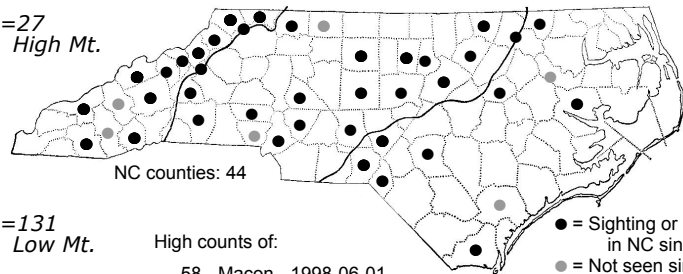 =27
High Mt.
NC counties: 44
=131
Low Mt.
High counts of:
58 - Macon - 1998-06-01
● = Sighting or
in NC sin
● = Not seen si